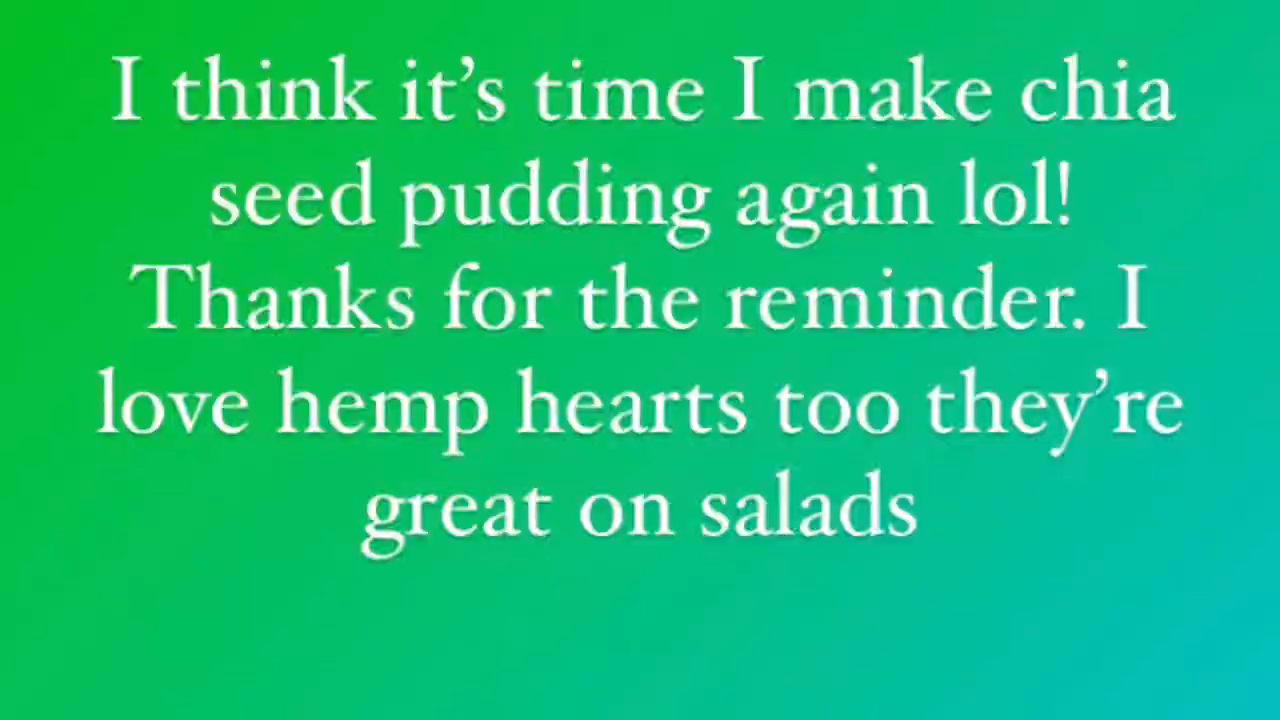 I think it’s time I make chia
seed pudding again lol!
Thanks for the reminder. I
love hemp hearts too they’re
great on salads